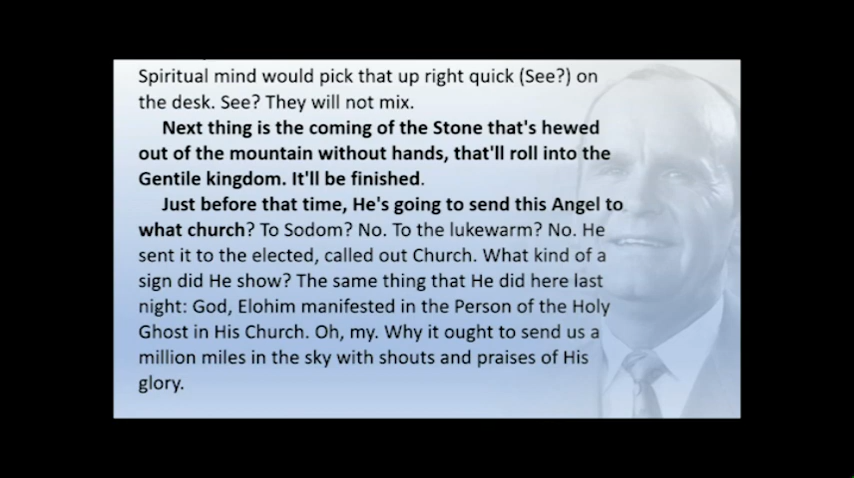 Spiritual mind would pick that up right quick (See?) on
the desk. See? They will not mix.
Next thing is the coming of the Stone that's hewed
out of the mountain without hands, that'll roll into the
Gentile kingdom. It'll be finished.
Just before that time, He's going to send this Angel to
what church? To Sodom? No. To the lukewarm? No. He
sent it to the elected, called out Church. What kind of a
sign did He show? The same thing that He did here last
night: God, Elohim manifested in the Person of the Holy
Ghost in His Church. Oh, my. Why it ought to send us a
million miles in the sky with shouts and praises of His
glory.